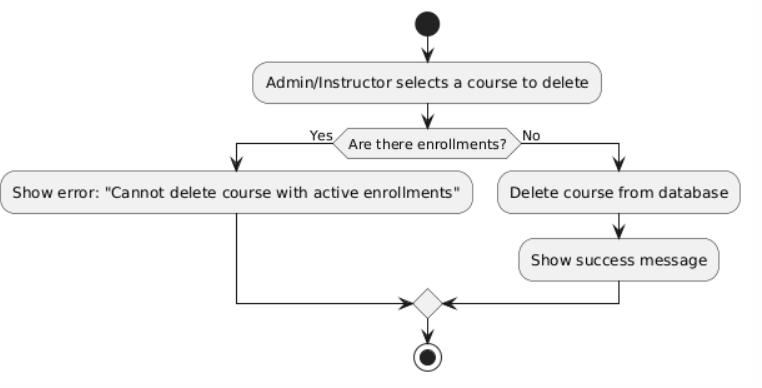 Admin/Instructor selects a course to delete
Yes
Are there enrollments?
No
Show error: "Cannot delete course with active enrollments"
Delete course from database
Show success message